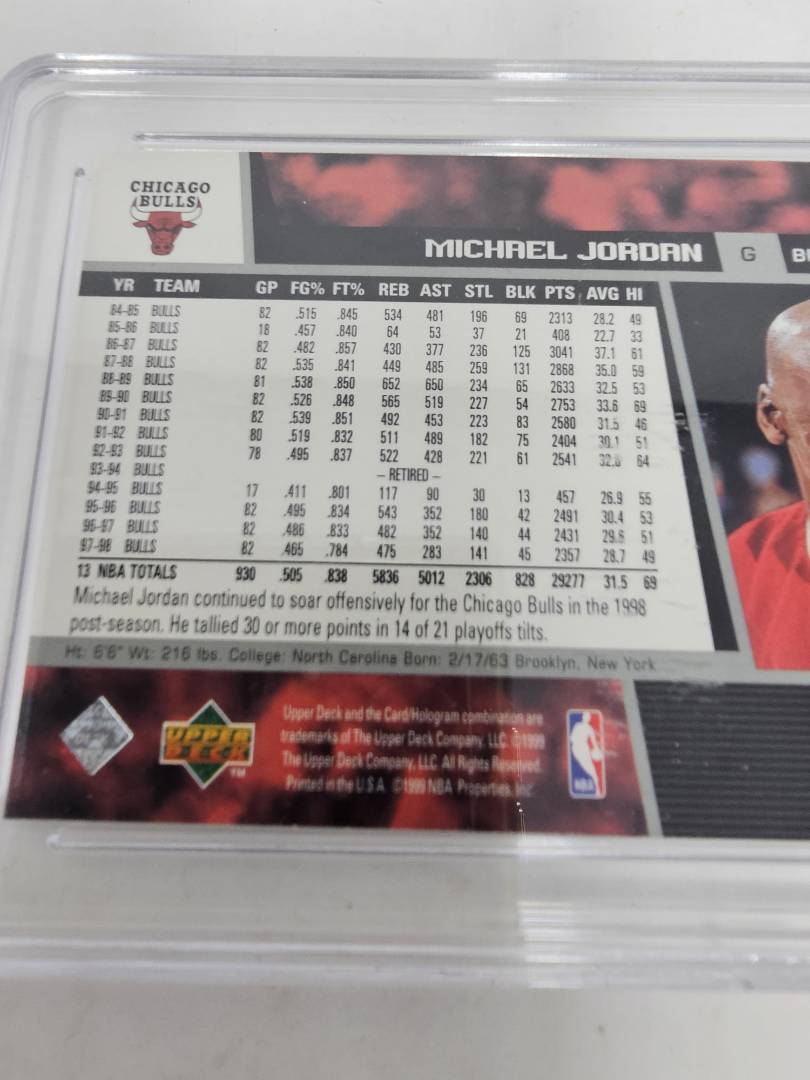 CHICAGO
BULLS
MICHAEL JORDAN G
YR TEAM GP FG% FT% REB AST STL BLK PTS AVG HI
84-85 BULLS 82 .515 .845 534 481 196 69 2313 28.2 49
85-86 BULLS 18 .457 .840 64 53 37 21 408 22.7 33
86-87 BULLS 82 .482 .857 430 377 236 125 3041 37.1 61
87-88 BULLS 82 .535 .841 449 485 259 131 2868 35.0 59
88-89 BULLS 81 .538 .850 652 650 234 65 2633 32.5 53
89-90 BULLS 82 .526 .848 565 519 227 54 2753 33.6 69
90-91 BULLS 82 .539 .851 492 453 223 83 2580 31.5 46
91-92 BULLS 80 .519 .832 511 489 182 75 2404 30.1 51
92-93 BULLS 78 .495 .837 522 428 221 61 2541 32.6 64
93-94 BULLS – RETIRED –
94-95 BULLS 17 .411 .801 117 90 30 13 457 26.9 55
95-96 BULLS 82 .495 .834 543 352 180 42 2491 30.4 53
96-97 BULLS 82 .486 .833 482 352 140 44 2431 29.6 51
97-98 BULLS 82 .465 .784 475 283 141 45 2357 28.7 49
13 NBA TOTALS 930 .505 .838 5836 5012 2306 828 29277 31.5 69
Michael Jordan continued to soar offensively for the Chicago Bulls in the 1998
post-season. He tallied 30 or more points in 14 of 21 playoffs tilts.
Ht: 6'6" Wt: 216 lbs. College: North Carolina Born: 2/17/63 Brooklyn, New York
UPPER
DECK
TM
Upper Deck and the Card/Hologram combination are
trademarks of The Upper Deck Company, LLC. ©1999
The Upper Deck Company, LLC. All Rights Reserved.
Printed in the U.S.A. ©1999 NBA Properties, Inc.
NBA